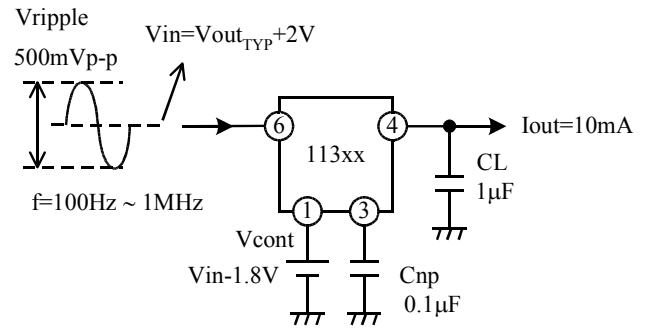 Vripple
500mVp-p
Vin=VoutTYP+2V
f=100Hz ~ 1MHz
6
4
113xx
1
3
Iout=10mA
CL
1μF
Vcont
Vin-1.8V
Cnp
0.1μF